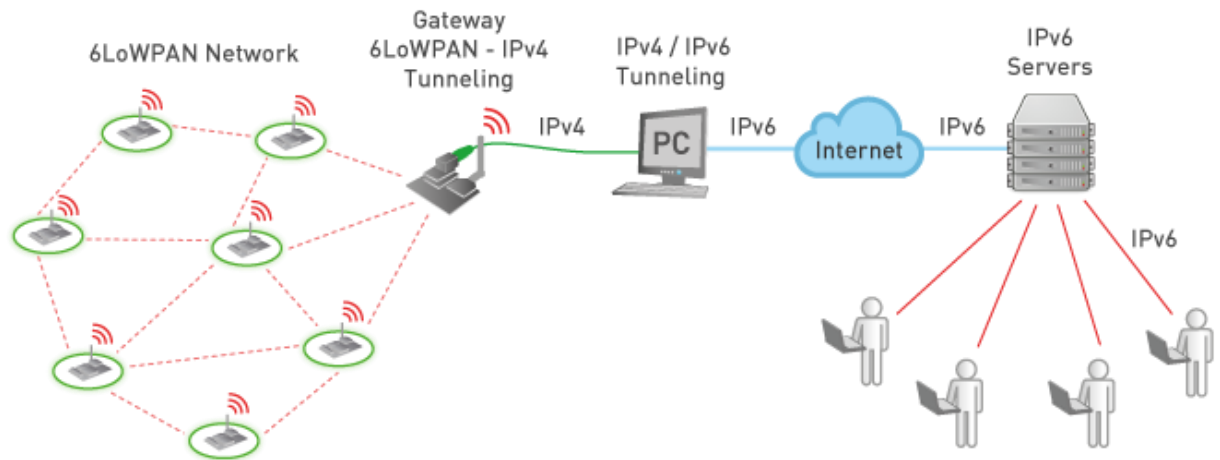 6LoWPAN Network
Gateway
6LoWPAN - IPv4
Tunneling
IPv4
IPv4 / IPv6
Tunneling
PC
IPv6
Internet
IPv6
IPv6
Servers
IPv6